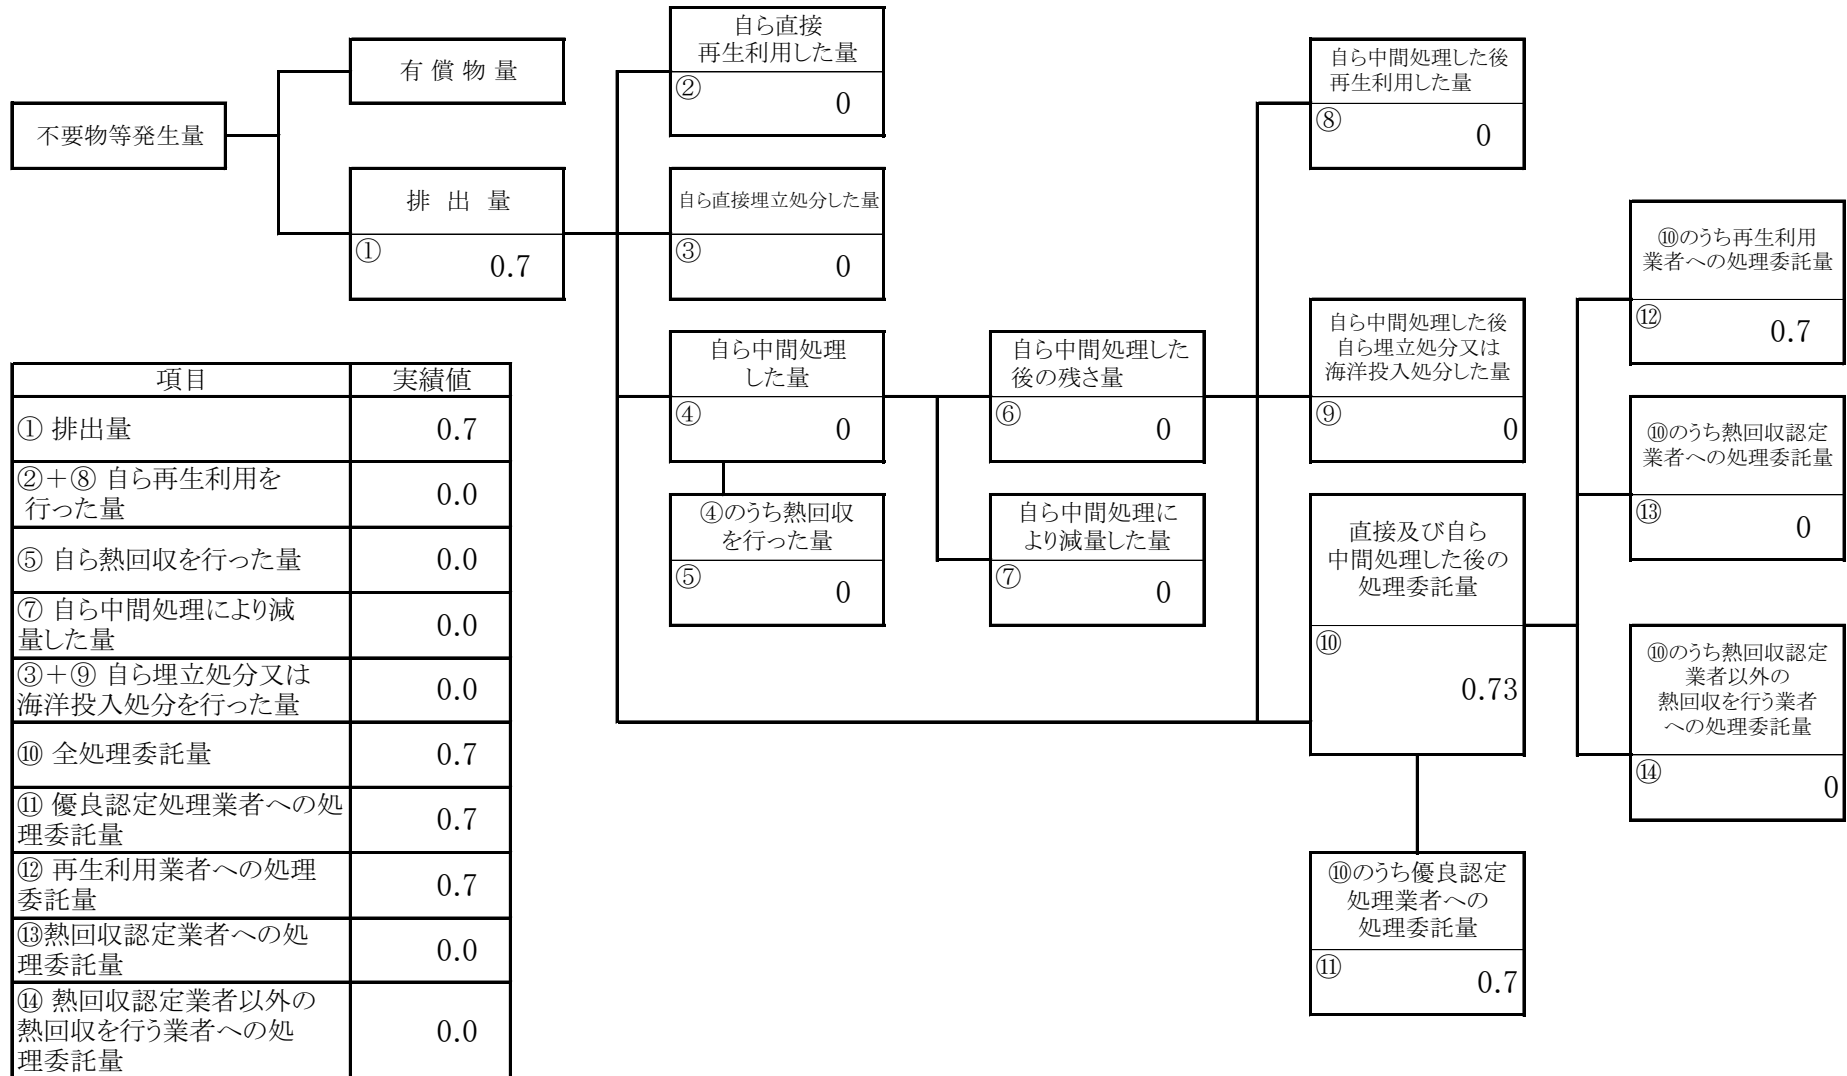 自ら直接
再生利用した量
②
0
有 償 物 量
自ら中間処理した後
再生利用した量
⑧
0
不要物等発生量
排 出 量
①
0.7
自ら直接埋立処分した量
③
0
⑩のうち再生利用
業者への処理委託量
⑫
0.7
自ら中間処理
した量
④
0
自ら中間処理した
後の残さ量
⑥
0
自ら中間処理した後
自ら埋立処分又は
海洋投入処分した量
⑨
0
⑩のうち熱回収認定
業者への処理委託量
⑬
0
④のうち熱回収
を行った量
⑤
0
自ら中間処理に
より減量した量
⑦
0
直接及び自ら
中間処理した後の
処理委託量
⑩
0.73
⑩のうち熱回収認定
業者以外の
熱回収を行う業者
への処理委託量
⑭
0
⑩のうち優良認定
処理業者への
処理委託量
⑪
0.7
項目 実績値
① 排出量 0.7
②＋⑧ 自ら再生利用を
行った量 0.0
⑤ 自ら熱回収を行った量 0.0
⑦ 自ら中間処理により減
量した量 0.0
③＋⑨ 自ら埋立処分又は
海洋投入処分を行った量 0.0
⑩ 全処理委託量 0.7
⑪ 優良認定処理業者への処
理委託量 0.7
⑫ 再生利用業者への処理
委託量 0.7
⑬熱回収認定業者への処
理委託量 0.0
⑭ 熱回収認定業者以外の
熱回収を行う業者への処
理委託量 0.0